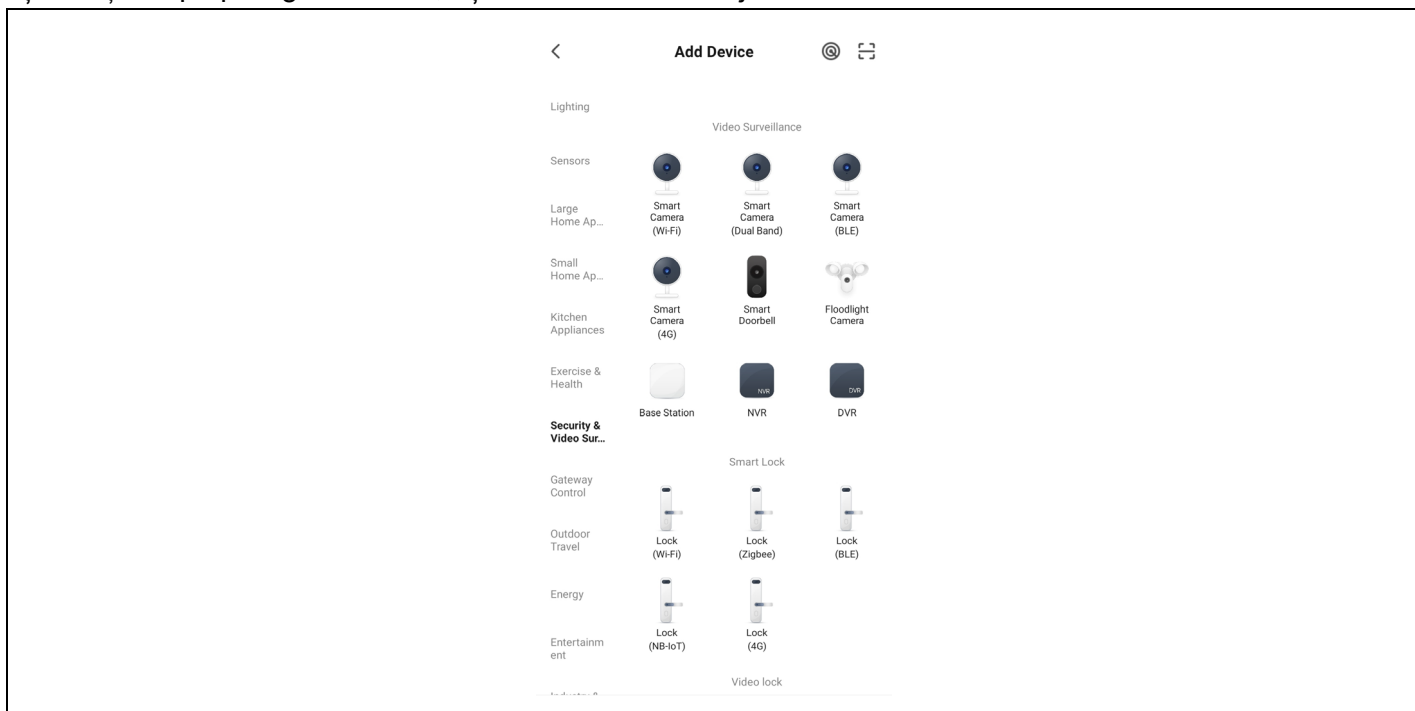 Add Device
Lighting
Sensors
Large
Home Ap...
Small
Home Ap...
Kitchen
Appliances
Exercise &
Health
Security &
Video Sur...
Gateway
Control
Outdoor
Travel
Energy
Entertainm
ent
Video Surveillance
Smart
Camera
(Wi-Fi)
Smart
Camera
(Dual Band)
Smart
Camera
(BLE)
Smart
Camera
(4G)
Smart
Doorbell
Floodlight
Camera
Base Station
NVR
NVR
DVR
DVR
Smart Lock
Lock
(Wi-Fi)
Lock
(Zigbee)
Lock
(BLE)
Lock
(NB-IoT)
Lock
(4G)
Video lock